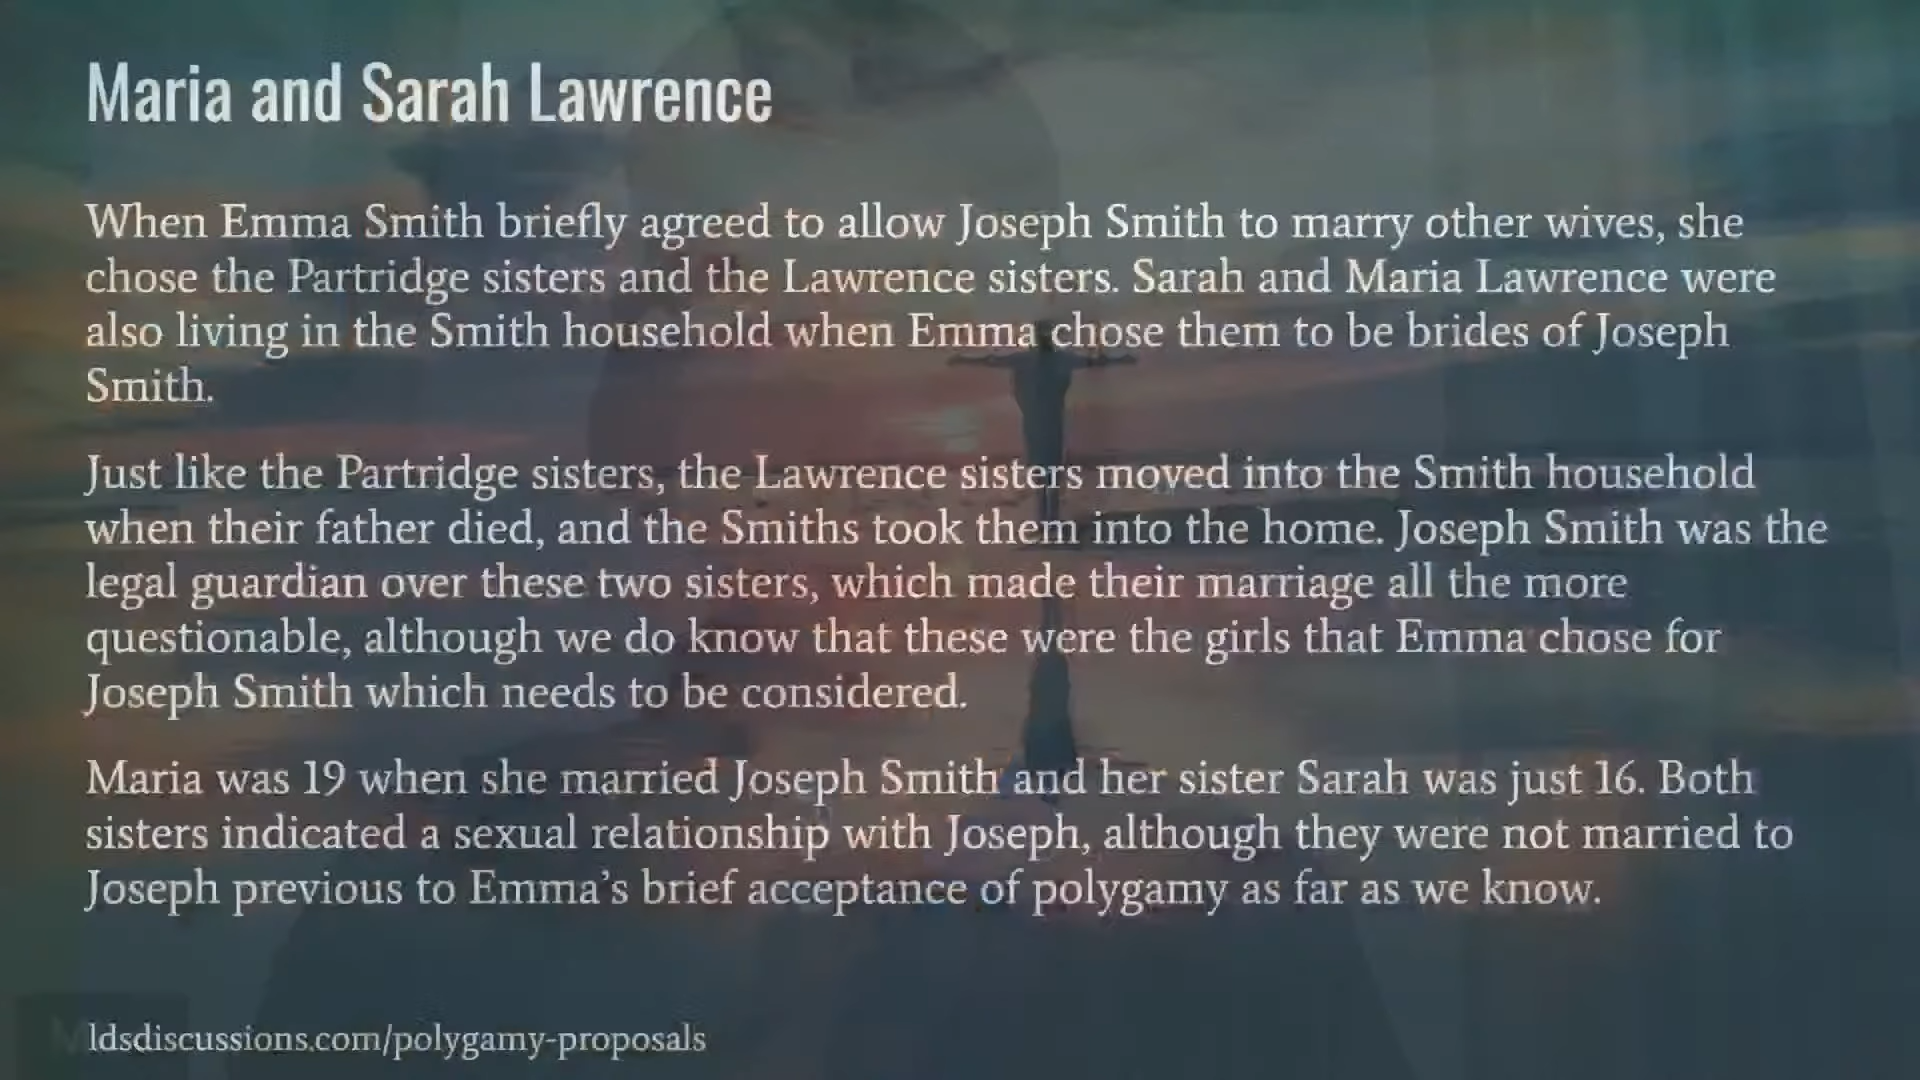 Maria and Sarah Lawrence
When Emma Smith briefly agreed to allow Joseph Smith to marry other wives, she
chose the Partridge sisters and the Lawrence sisters. Sarah and Maria Lawrence were
also living in the Smith household when Emma chose them to be brides of Joseph
Smith.
Just like the Partridge sisters, the Lawrence sisters moved into the Smith household
when their father died, and the Smiths took them into the home. Joseph Smith was the
legal guardian over these two sisters, which made their marriage all the more
questionable, although we do know that these were the girls that Emma chose for
Joseph Smith which needs to be considered.
Maria was 19 when she married Joseph Smith and her sister Sarah was just 16. Both
sisters indicated a sexual relationship with Joseph, although they were not married to
Joseph previous to Emma’s brief acceptance of polygamy as far as we know.
ldsdiscussions.com/polygamy-proposals